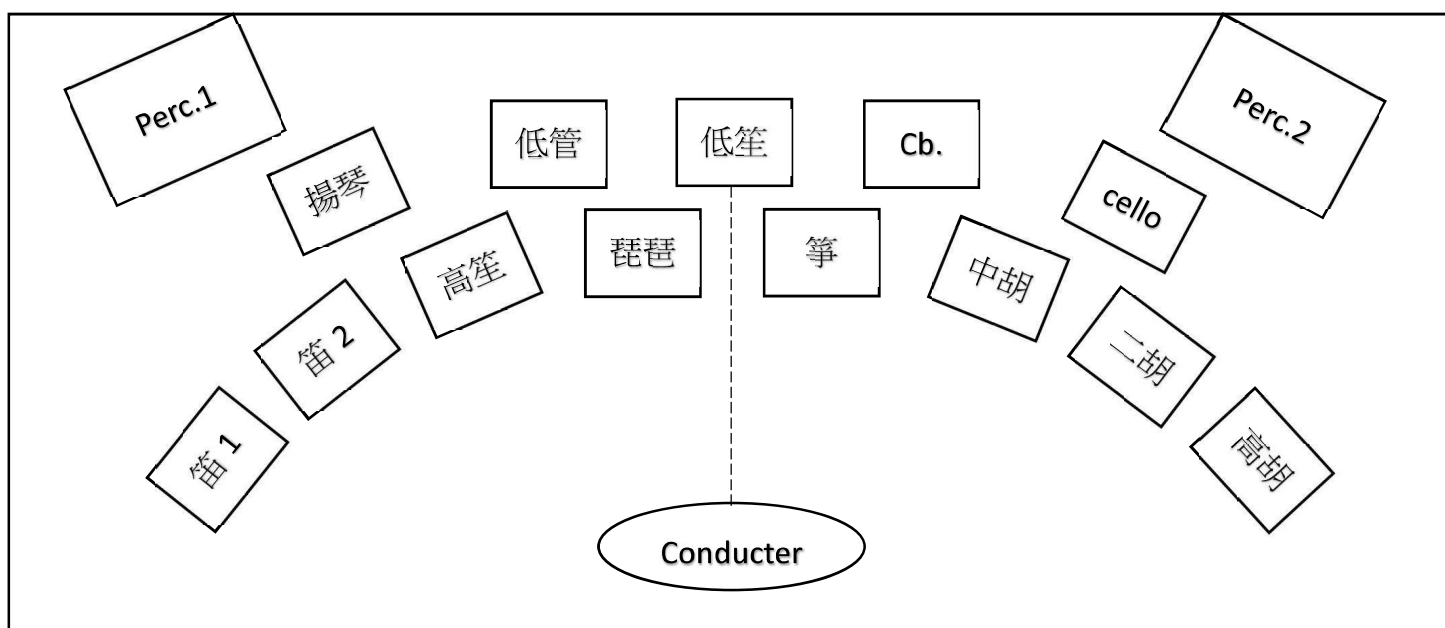 Perc.1
Perc.2
低管
低笙
Cb.
揚琴
cello
高笙
琵琶
箏
中胡
笛 2
二胡
笛 1
高胡
Conducter